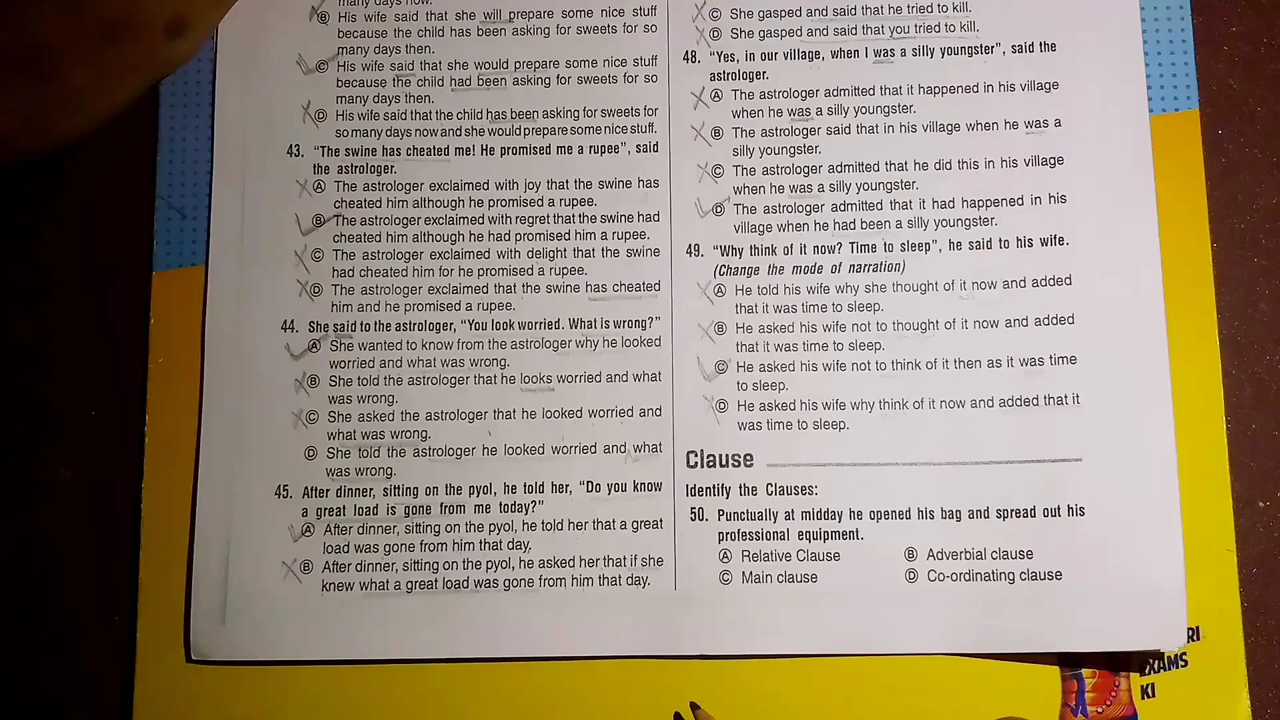 many days now.
Ⓑ His wife said that she will prepare some nice stuff
because the child has been asking for sweets for so
many days then.
Ⓒ His wife said that she would prepare some nice stuff
because the child had been asking for sweets for so
many days then.
Ⓓ His wife said that the child has been asking for sweets for
so many days now and she would prepare some nice stuff.
43. “The swine has cheated me! He promised me a rupee”, said
the astrologer.
Ⓐ The astrologer exclaimed with joy that the swine has
cheated him although he promised a rupee.
Ⓑ The astrologer exclaimed with regret that the swine had
cheated him although he had promised him a rupee.
Ⓒ The astrologer exclaimed with delight that the swine
had cheated him for he promised a rupee.
Ⓓ The astrologer exclaimed that the swine has cheated
him and he promised a rupee.
44. She said to the astrologer, “You look worried. What is wrong?”
Ⓐ She wanted to know from the astrologer why he looked
worried and what was wrong.
Ⓑ She told the astrologer that he looks worried and what
was wrong.
Ⓒ She asked the astrologer that he looked worried and
what was wrong.
Ⓓ She told the astrologer he looked worried and what
was wrong.
45. After dinner, sitting on the pyol, he told her, “Do you know
a great load is gone from me today?”
Ⓐ After dinner, sitting on the pyol, he told her that a great
load was gone from him that day.
Ⓑ After dinner, sitting on the pyol, he asked her that if she
knew what a great load was gone from him that day.
Ⓒ She gasped and said that he tried to kill.
Ⓓ She gasped and said that you tried to kill.
48. “Yes, in our village, when I was a silly youngster”, said the
astrologer.
Ⓐ The astrologer admitted that it happened in his village
when he was a silly youngster.
Ⓑ The astrologer said that in his village when he was a
silly youngster.
Ⓒ The astrologer admitted that he did this in his village
when he was a silly youngster.
Ⓓ The astrologer admitted that it had happened in his
village when he had been a silly youngster.
49. “Why think of it now? Time to sleep”, he said to his wife.
(Change the mode of narration)
Ⓐ He told his wife why she thought of it now and added
that it was time to sleep.
Ⓑ He asked his wife not to thought of it now and added
that it was time to sleep.
Ⓒ He asked his wife not to think of it then as it was time
to sleep.
Ⓓ He asked his wife why think of it now and added that it
was time to sleep.
Clause
Identify the Clauses:
50. Punctually at midday he opened his bag and spread out his
professional equipment.
Ⓐ Relative Clause Ⓑ Adverbial clause
Ⓒ Main clause Ⓓ Co-ordinating clause
RI
EXAMS
KI